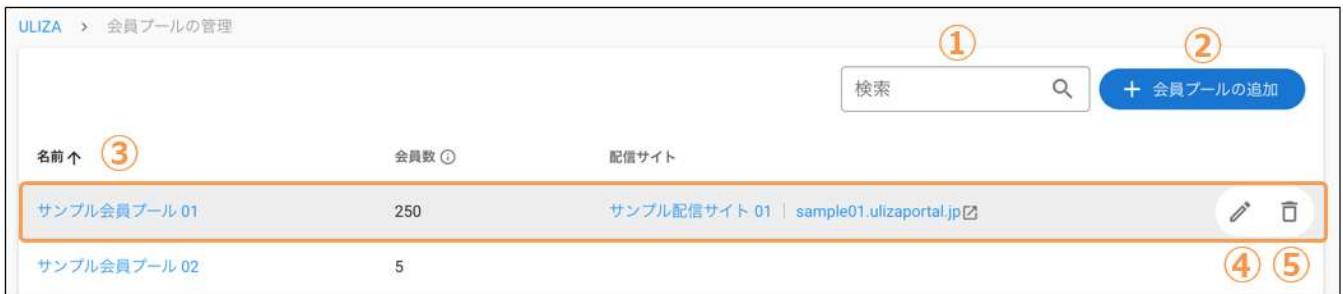 ULIZA > 会員プールの管理
① ②
検索 + 会員プールの追加
名前 ↑ ③ 会員数 配信サイト
サンプル会員プール 01 250 サンプル配信サイト 01 | sample01.ulizaportal.jp
サンプル会員プール 02 5 ④ ⑤